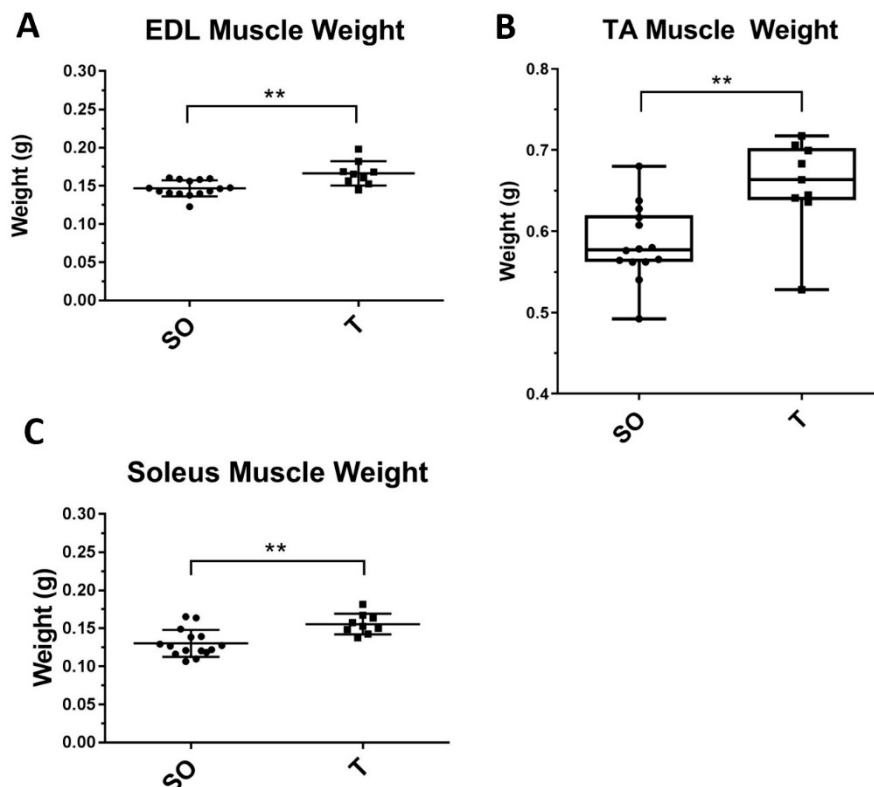 A
EDL Muscle Weight
Weight (g)
0.30
0.25
0.20
0.15
0.10
0.05
0.00
**
SO
T
B
TA Muscle Weight
Weight (g)
0.8
0.7
0.6
0.5
0.4
**
SO
T
C
Soleus Muscle Weight
Weight (g)
0.30
0.25
0.20
0.15
0.10
0.05
0.00
**
SO
T